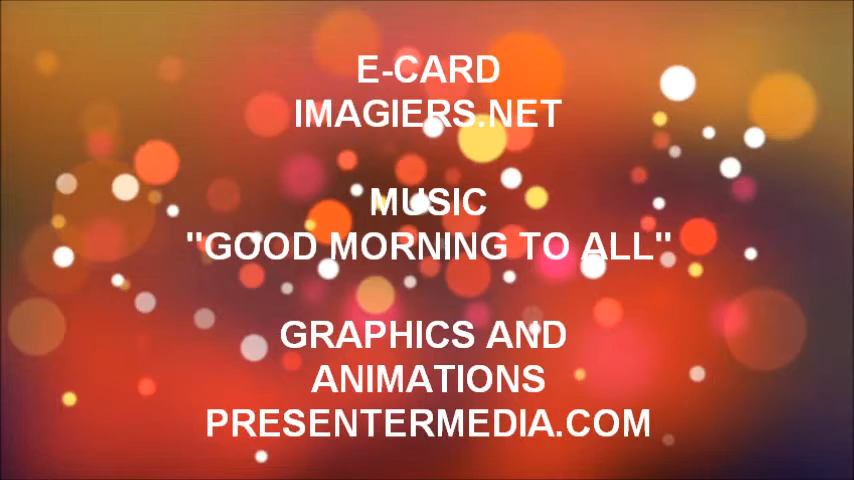 E-CARD
IMAGIERS.NET
MUSIC
"GOOD MORNING TO ALL"
GRAPHICS AND
ANIMATIONS
PRESENTERMEDIA.COM